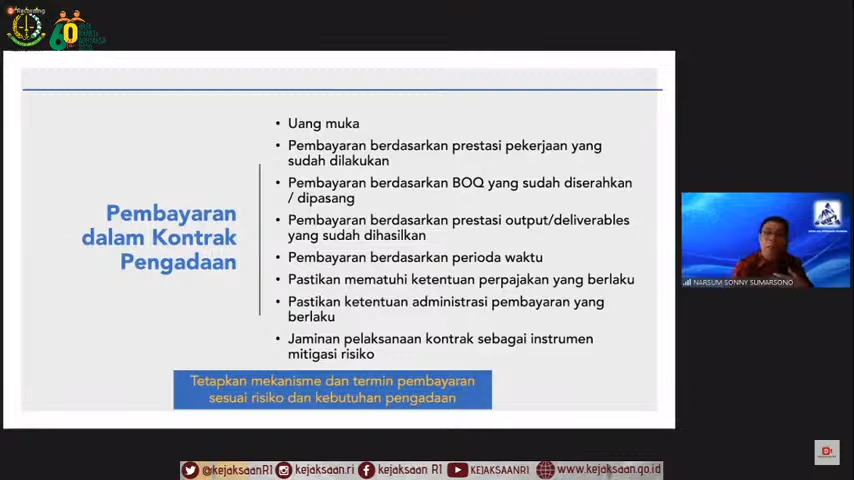 Recording
60
Pembayaran
dalam Kontrak
Pengadaan
• Uang muka
• Pembayaran berdasarkan prestasi pekerjaan yang
sudah dilakukan
• Pembayaran berdasarkan BOQ yang sudah diserahkan
/ dipasang
• Pembayaran berdasarkan prestasi output/deliverables
yang sudah dihasilkan
• Pembayaran berdasarkan perioda waktu
• Pastikan mematuhi ketentuan perpajakan yang berlaku
• Pastikan ketentuan administrasi pembayaran yang
berlaku
• Jaminan pelaksanaan kontrak sebagai instrumen
mitigasi risiko
Tetapkan mekanisme dan termin pembayaran
sesuai risiko dan kebutuhan pengadaan
NARSUM SONNY SUMARSONO
@kejaksaanRI kejaksaan.ri kejaksaan RI KEJAKSAANRI www.kejaksaan.go.id